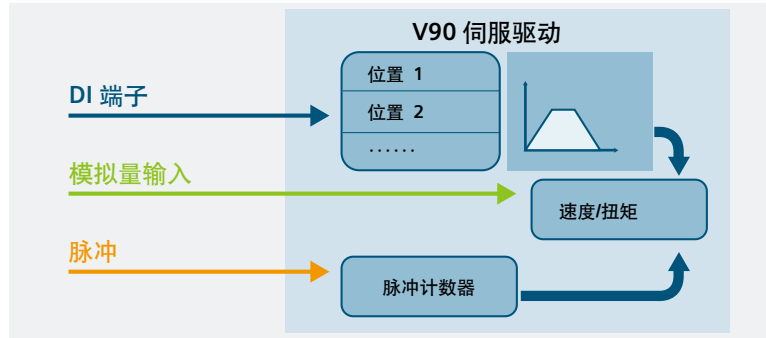 V90 伺服驱动
DI 端子
位置 1
位置 2
······
模拟量输入
速度/扭矩
脉冲
脉冲计数器